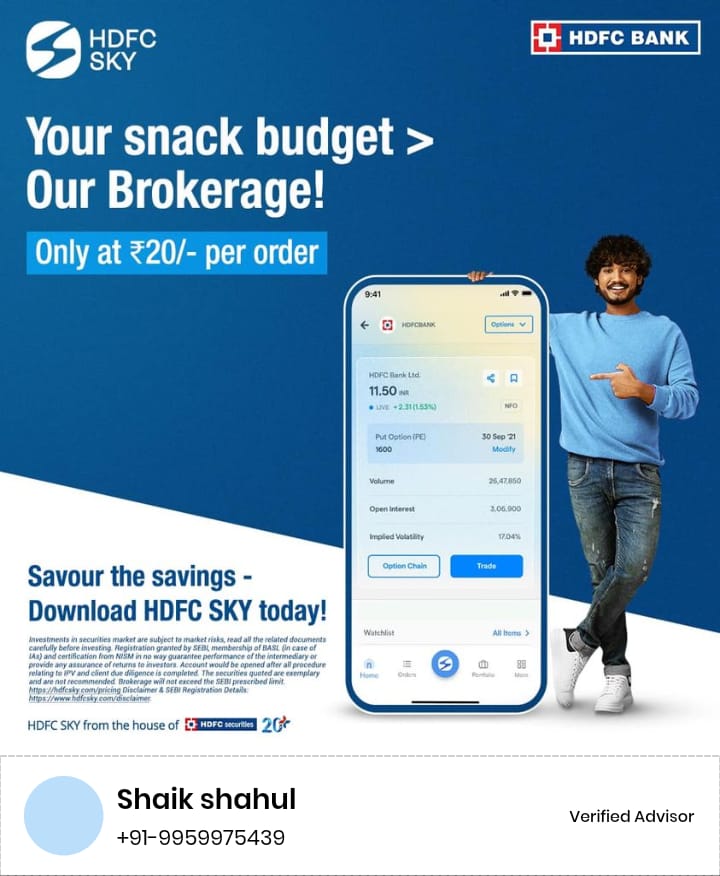 HDFC
SKY
HDFC BANK
Your snack budget >
Our Brokerage!
Only at ₹20/- per order
9:41
HDFCBANK
Options
HDFC Bank Ltd.
11.50 INR
LIVE +2.31 (1.53%)
NFO
Put Option (PE) 30 Sep '21
1600 Modify
Volume 26,47,850
Open Interest 3,06,900
Implied Volatility 17.04%
Option Chain Trade
Watchlist All Items >
Home Orders Portfolio More
Savour the savings -
Download HDFC SKY today!
Investments in securities market are subject to market risks, read all the related documents
carefully before investing. Registration granted by SEBI, membership of BASL (in case of
IAs) and certification from NISM in no way guarantee performance of the intermediary or
provide any assurance of returns to investors. Account would be opened after all procedure
relating to IPV and client due diligence is completed. The securities quoted are exemplary
and are not recommended. Brokerage will not exceed the SEBI prescribed limit.
https://hdfcsky.com/pricing Disclaimer & SEBI Registration Details:
https://www.hdfcsky.com/disclaimer.
HDFC SKY from the house of HDFC securities 20+
Shaik shahul
+91-9959975439
Verified Advisor